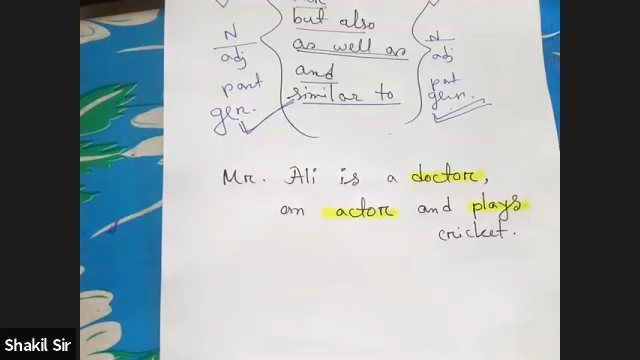 but also
N
adj
part
gen.
as well as
and
similar to
N
adj
part
gen.
Mr. Ali is a doctor,
an actor and plays
cricket.
Shakil Sir